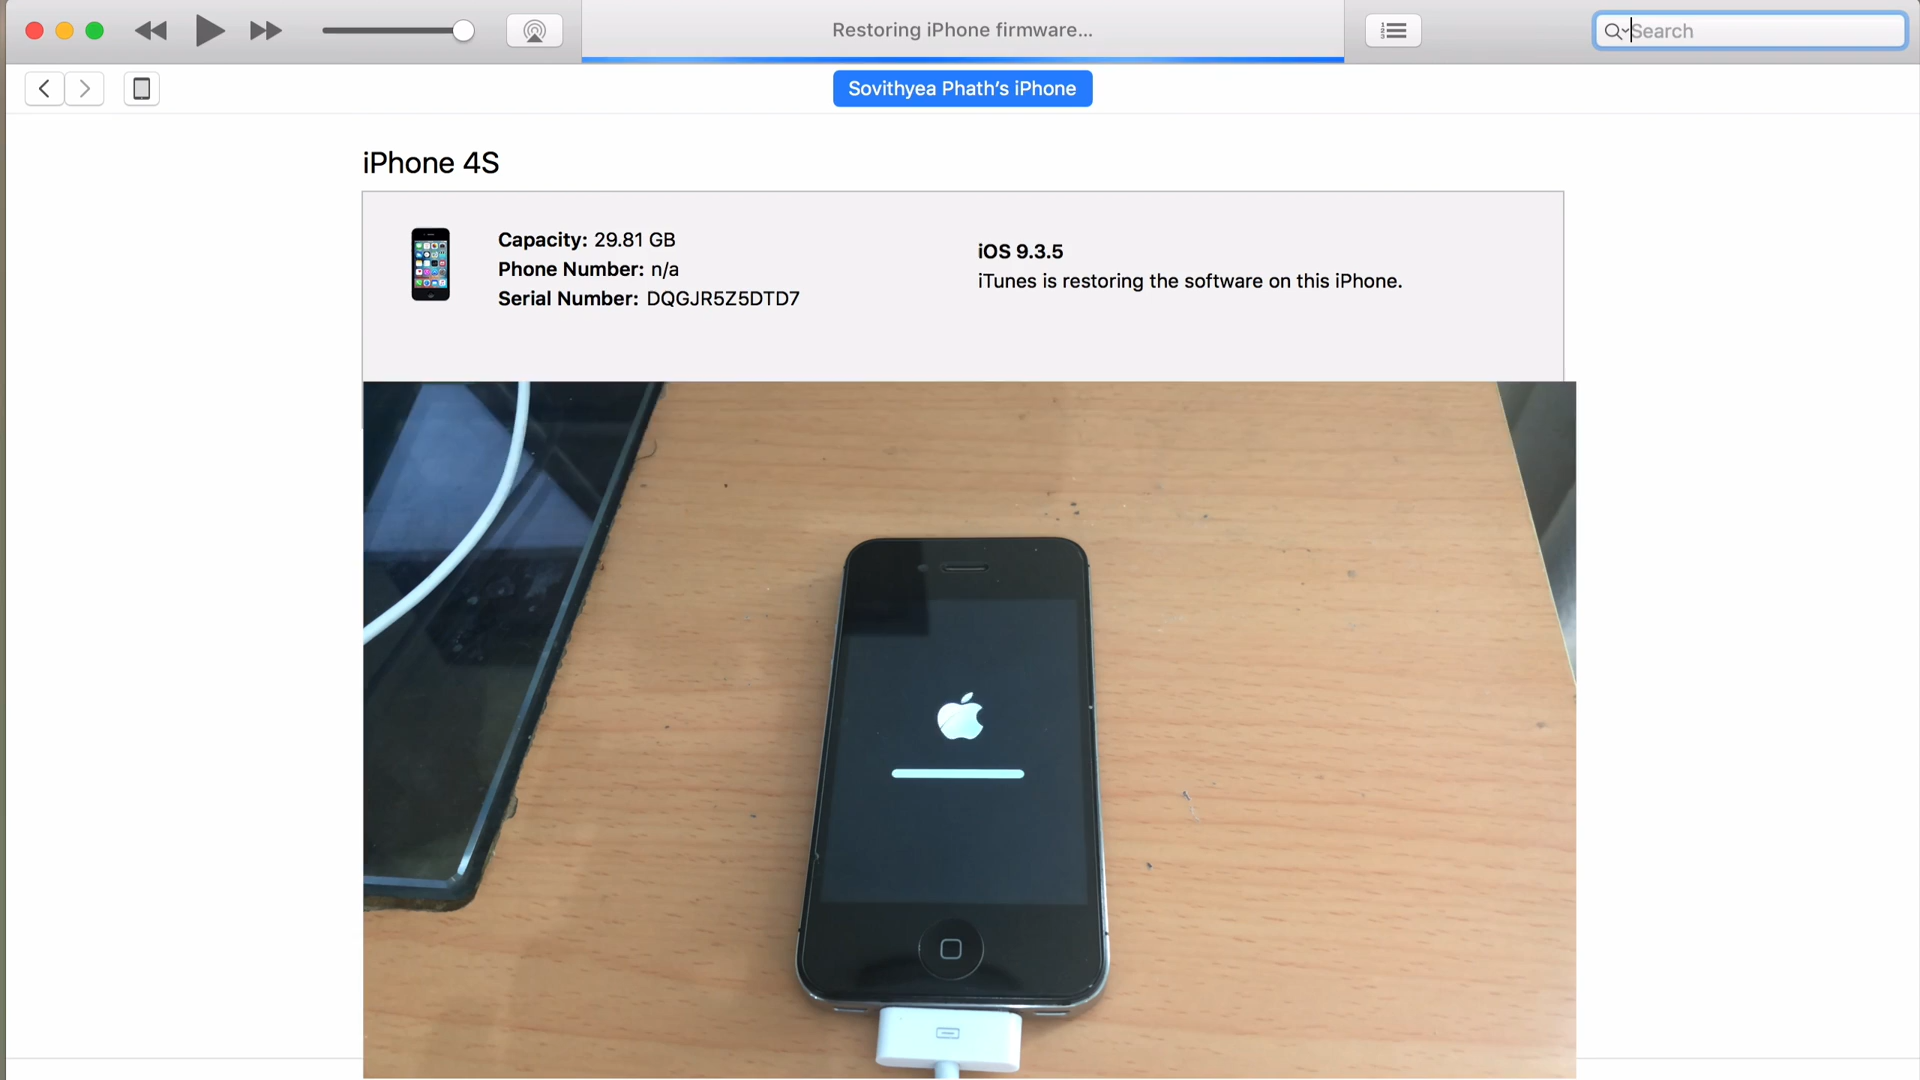 Restoring iPhone firmware...
Search
Sovithyea Phath’s iPhone
iPhone 4S
Capacity: 29.81 GB
Phone Number: n/a
Serial Number: DQGJR5Z5DTD7
iOS 9.3.5
iTunes is restoring the software on this iPhone.